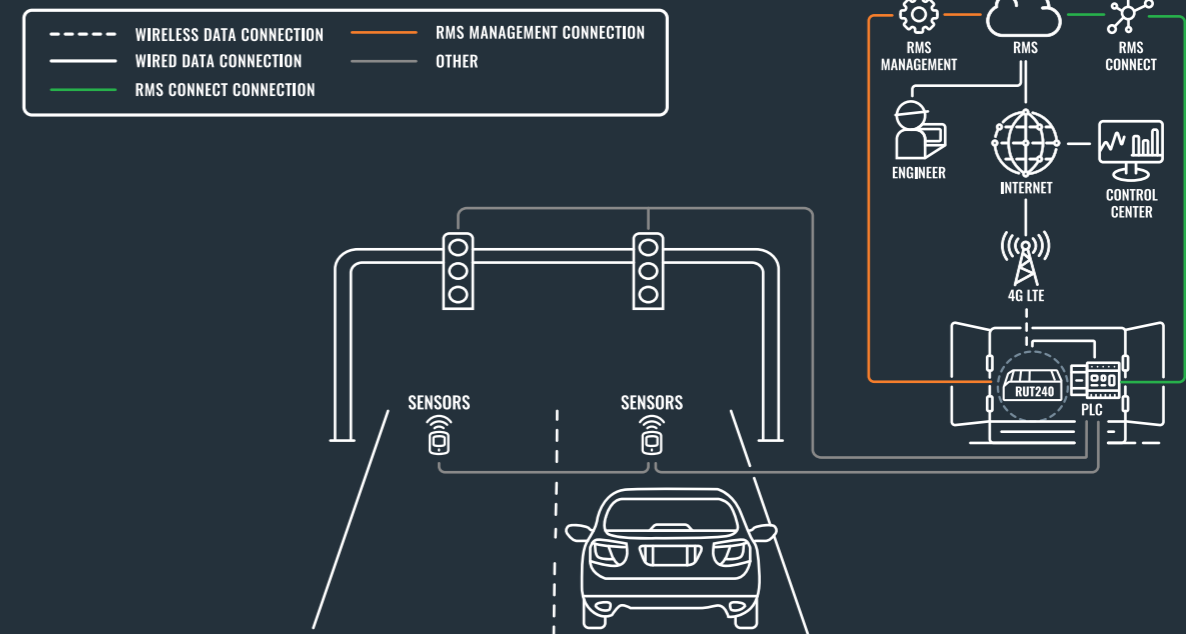 WIRELESS DATA CONNECTION
RMS MANAGEMENT CONNECTION
WIRED DATA CONNECTION
OTHER
RMS CONNECT CONNECTION
RMS
MANAGEMENT
RMS
RMS
CONNECT
ENGINEER
INTERNET
CONTROL
CENTER
4G LTE
RUT240
PLC
SENSORS
SENSORS